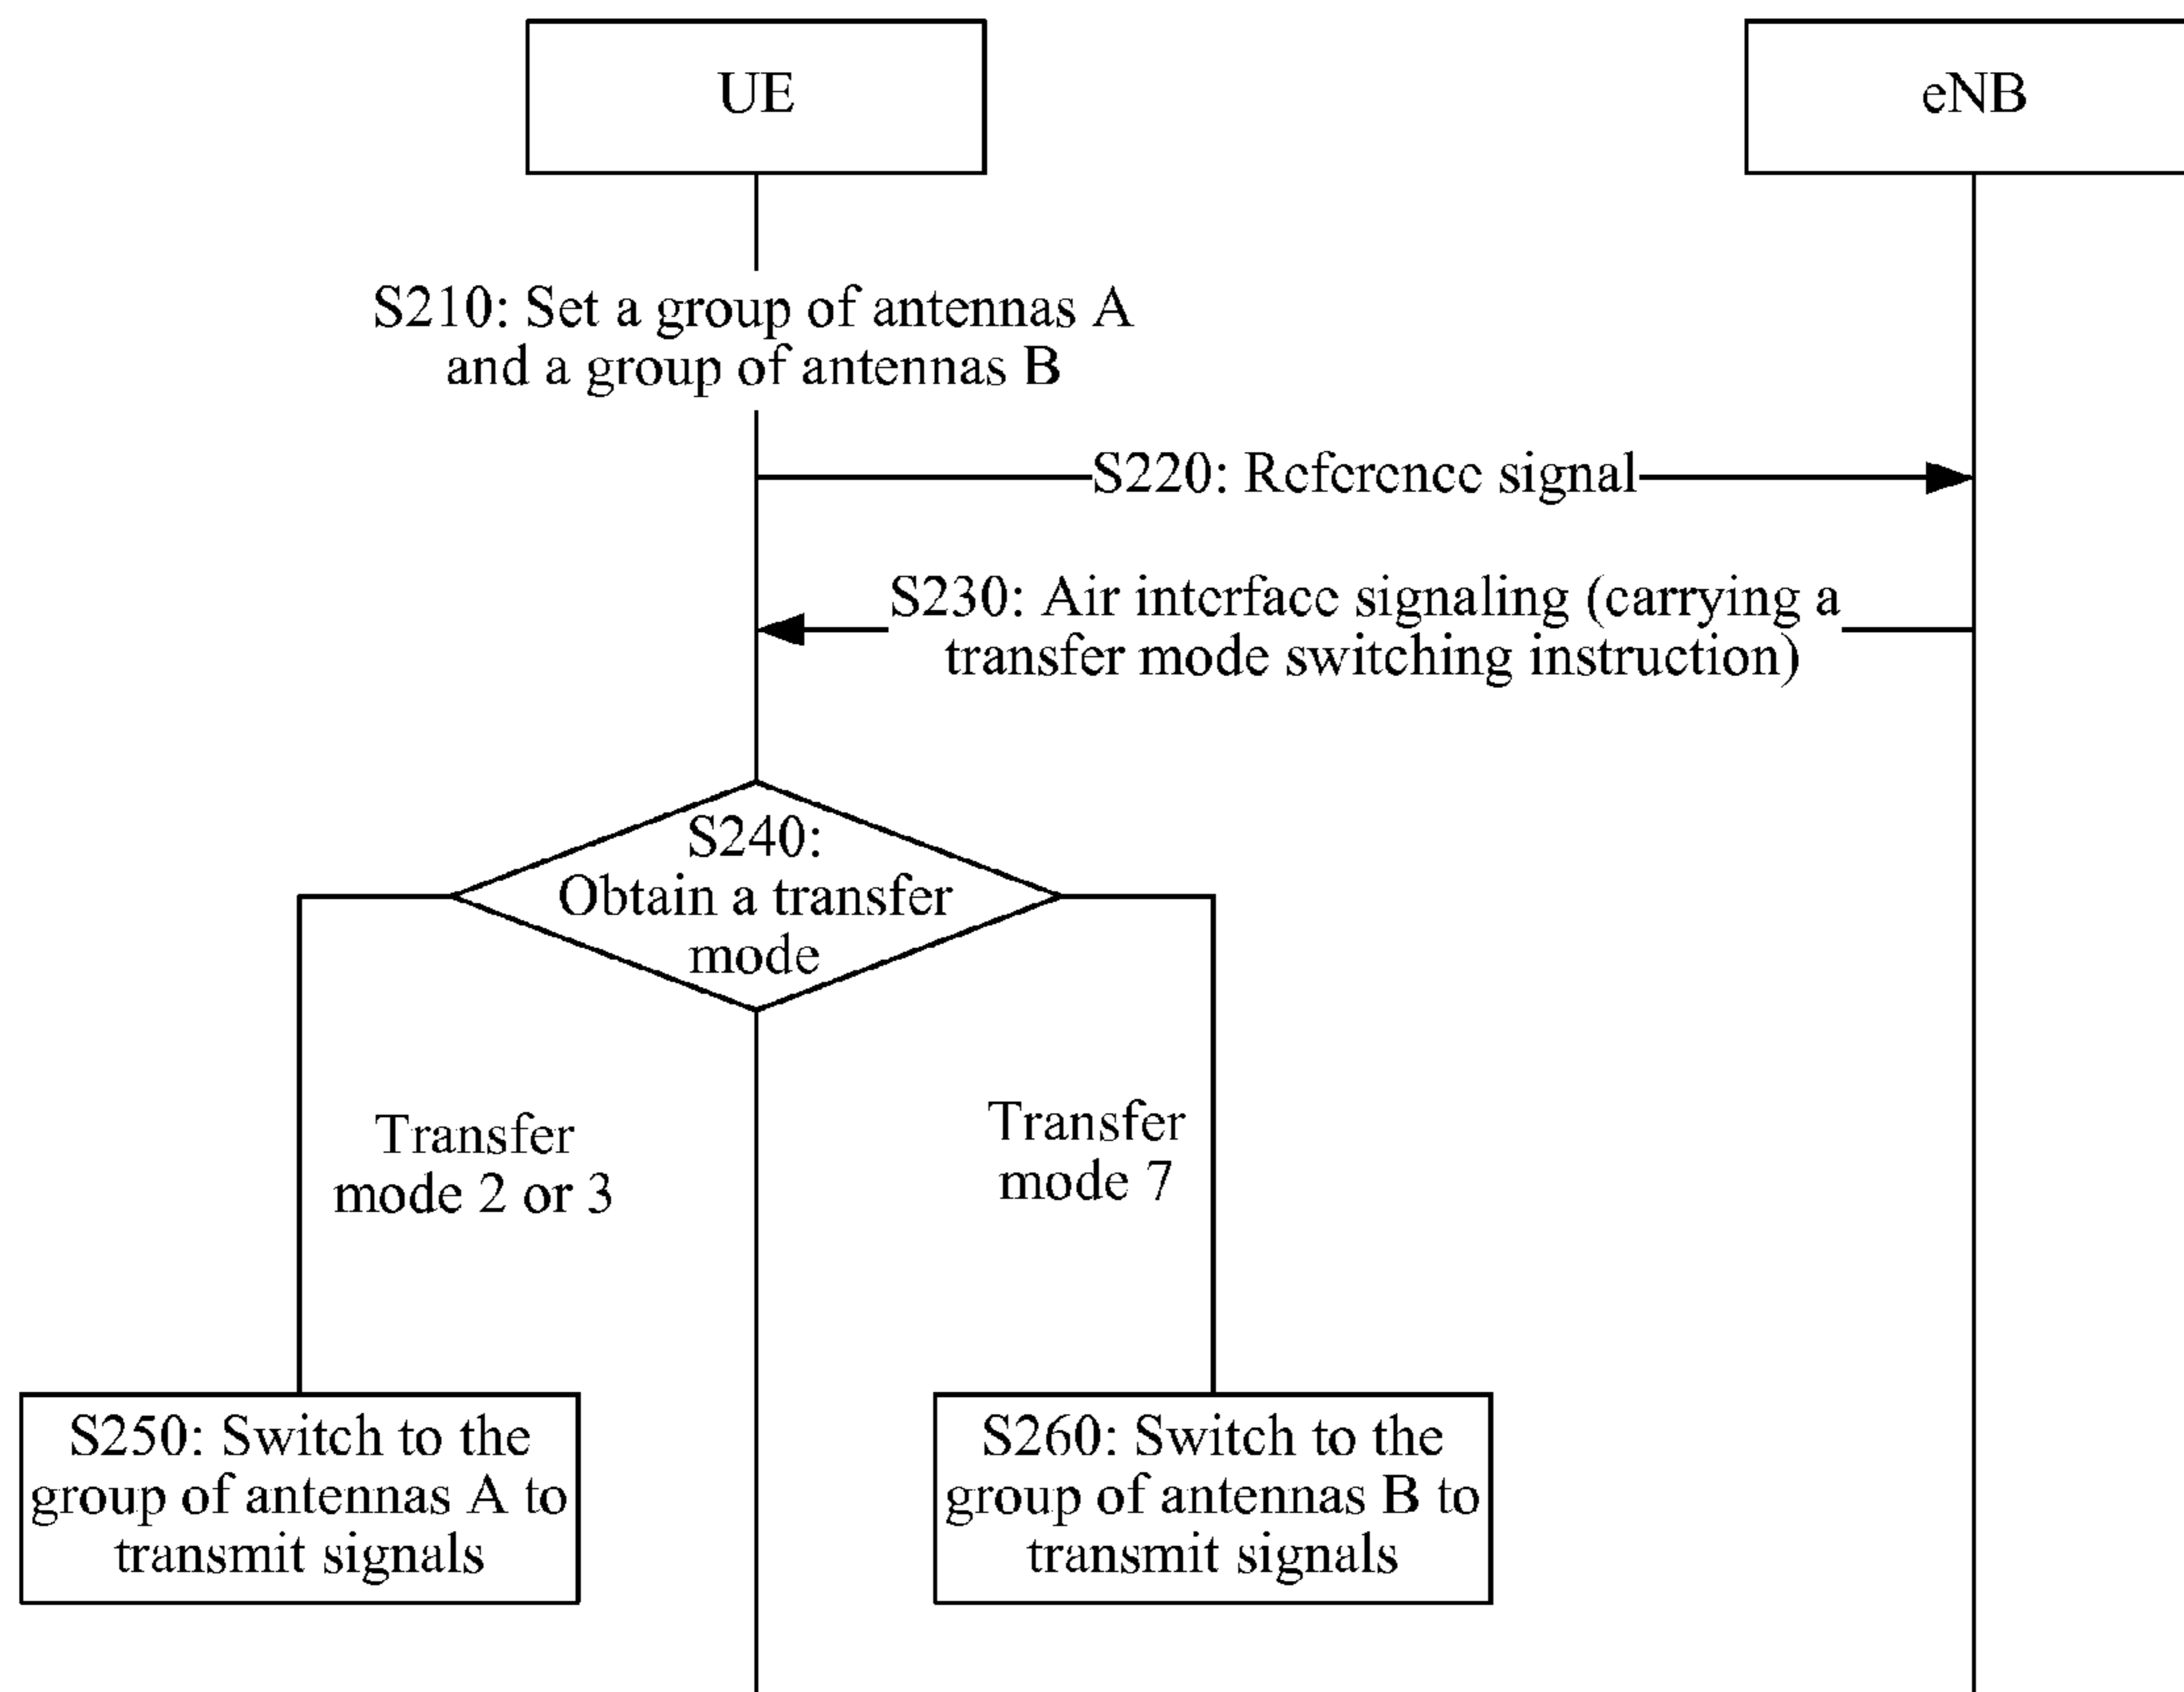 UE
eNB
S210: Set a group of antennas A
and a group of antennas B
S220: Reference signal
S230: Air interface signaling (carrying a
transfer mode switching instruction)
S240:
Obtain a transfer
mode
Transfer
mode 2 or 3
Transfer
mode 7
S250: Switch to the
group of antennas A to
transmit signals
S260: Switch to the
group of antennas B to
transmit signals